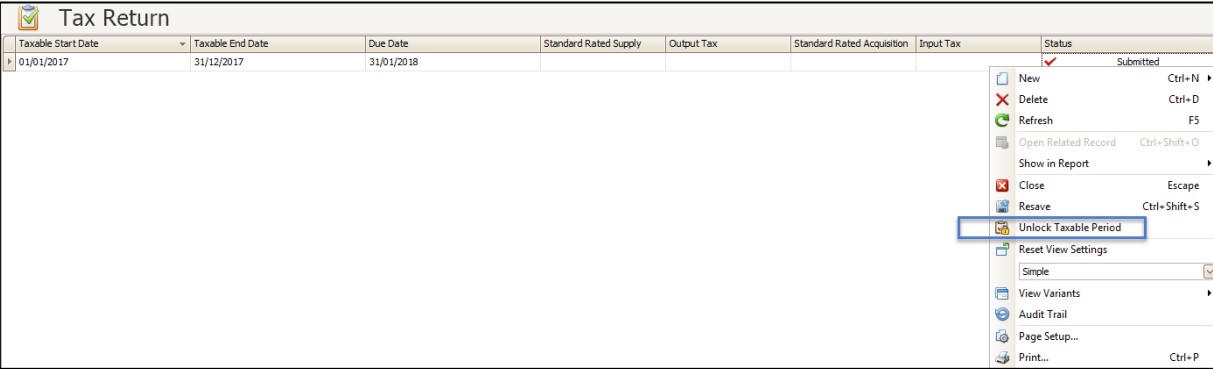 Tax Return
Taxable Start Date Taxable End Date Due Date Standard Rated Supply Output Tax Standard Rated Acquisition Input Tax Status
01/01/2017 31/12/2017 31/01/2018 Submitted
New Ctrl+N
Delete Ctrl+D
Refresh F5
Open Related Record Ctrl+Shift+O
Show in Report
Close Escape
Resave Ctrl+Shift+S
Unlock Taxable Period
Reset View Settings
Simple
View Variants
Audit Trail
Page Setup...
Print... Ctrl+P